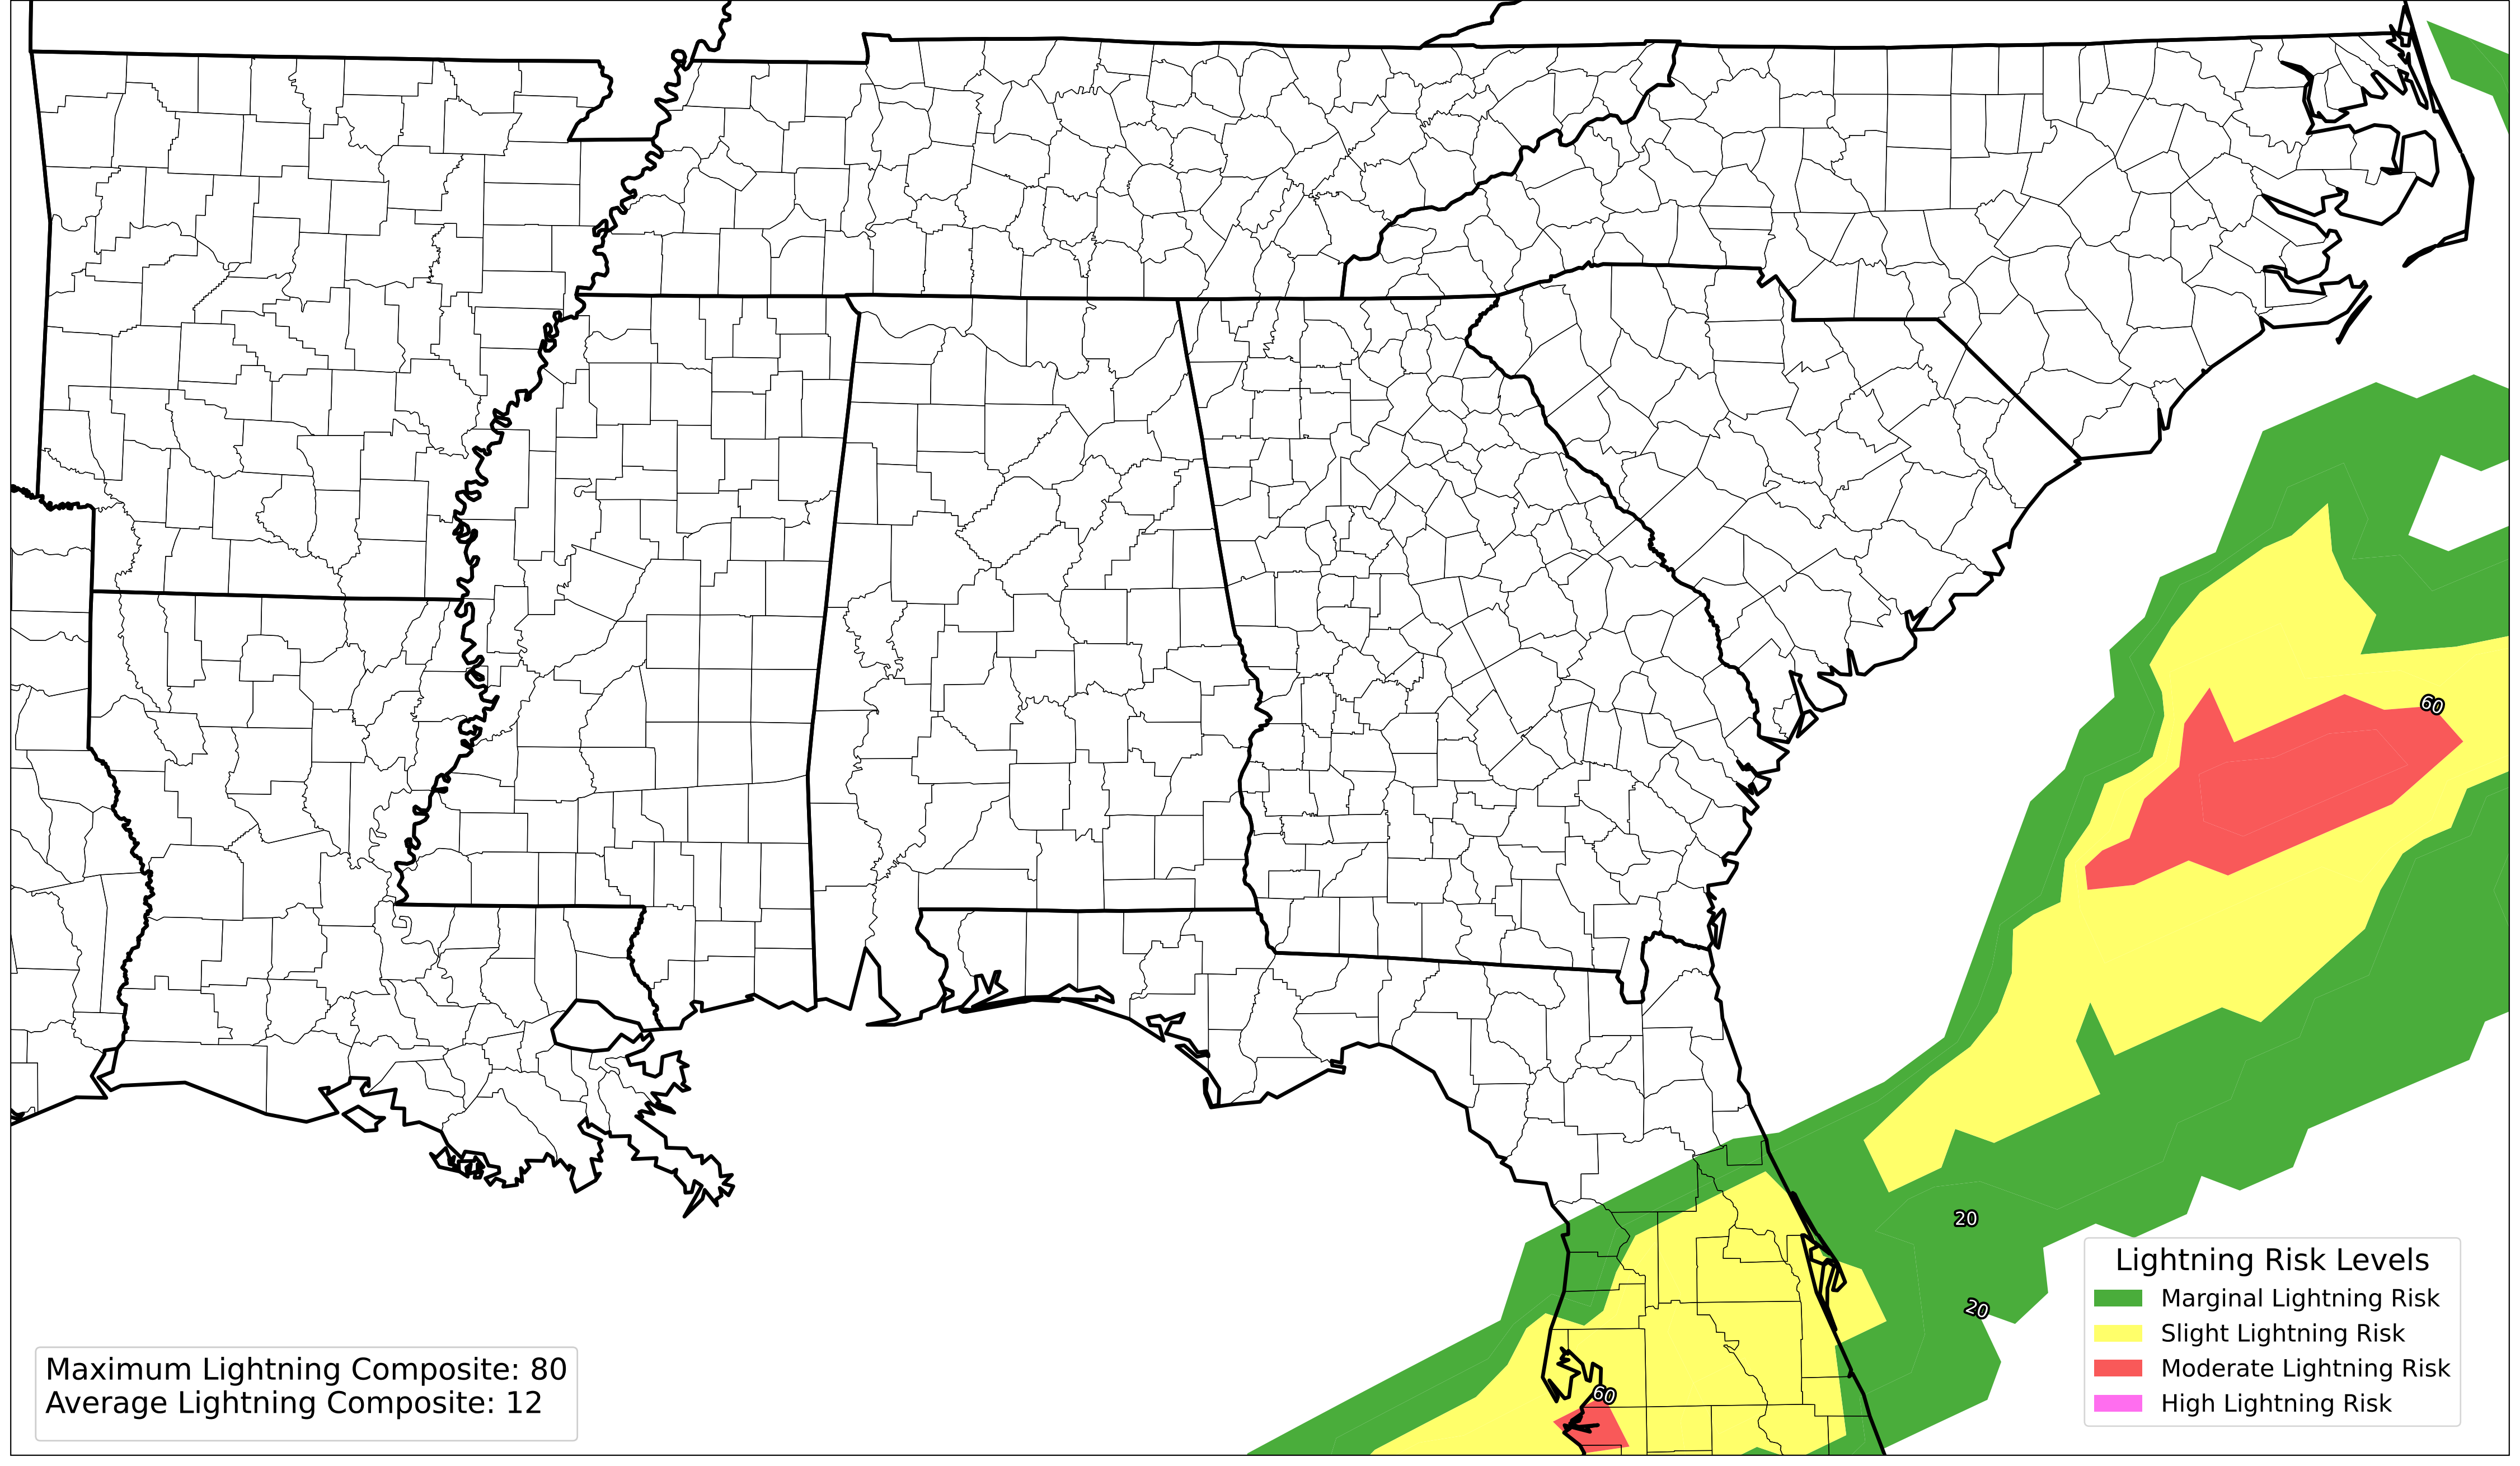 60
20
20
60
Lightning Risk Levels
Marginal Lightning Risk
Slight Lightning Risk
Moderate Lightning Risk
High Lightning Risk
Maximum Lightning Composite: 80
Average Lightning Composite: 12